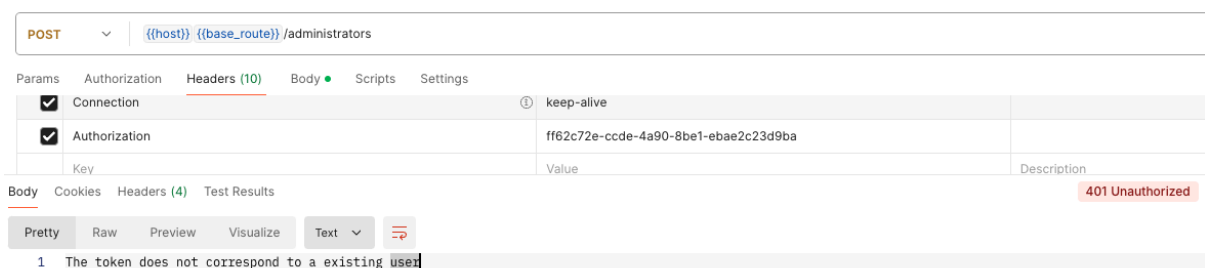 POST {{host}} {{base_route}} /administrators
Params Authorization Headers (10) Body Scripts Settings
Connection keep-alive
Authorization ff62c72e-ccde-4a90-8be1-ebae2c23d9ba
Key Value Description
Body Cookies Headers (4) Test Results 401 Unauthorized
Pretty Raw Preview Visualize Text
1 The token does not correspond to a existing user